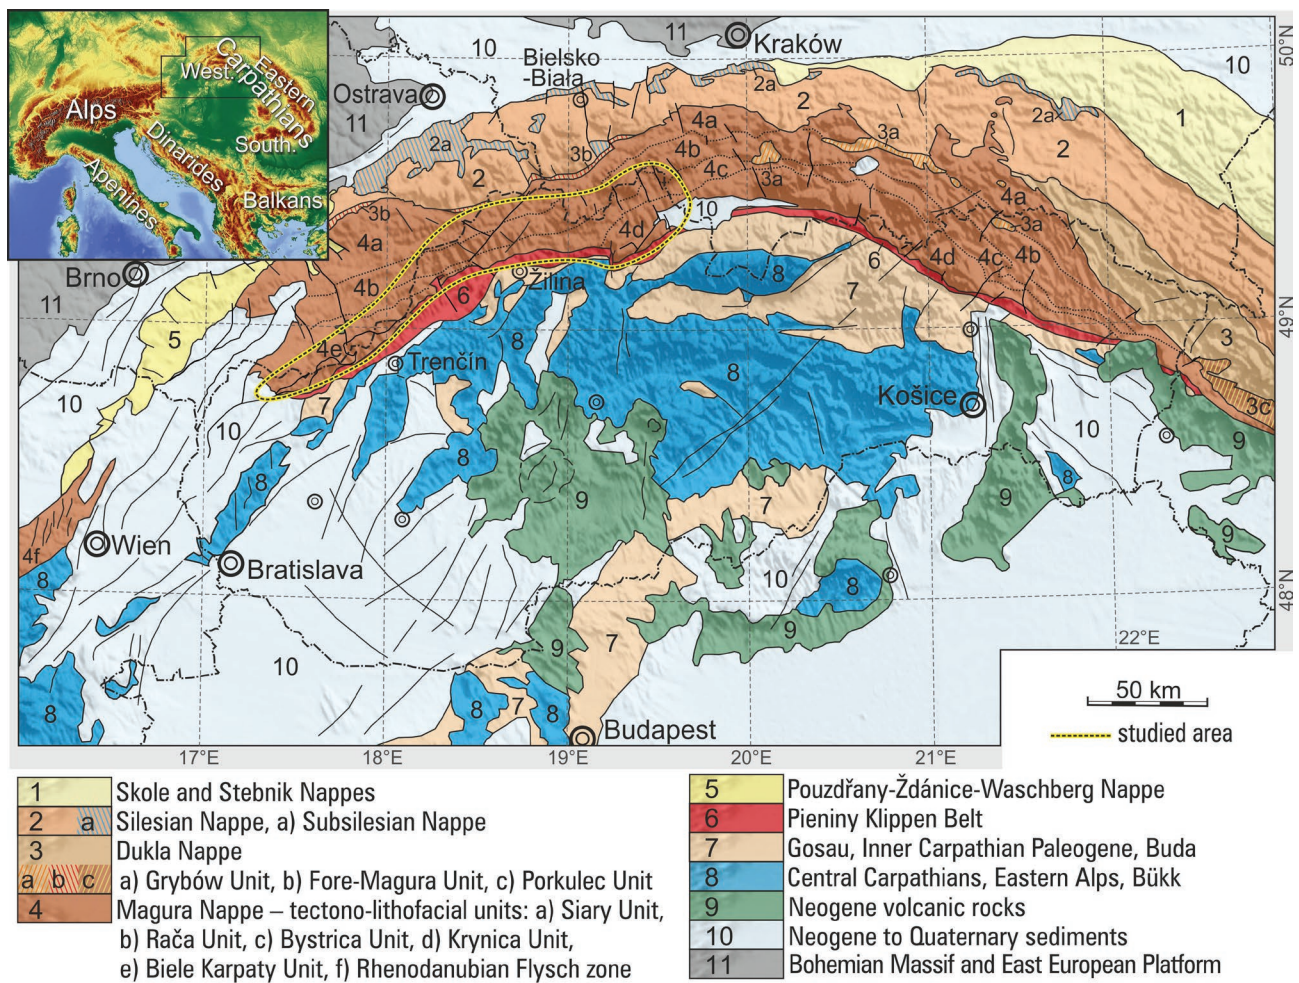 Alps
West.
Carpathians
Eastern
South.
Dinarides
Apenines
Balkans
10
11
Kraków
10
50°N
Bielsko
-Biała
Ostrava
11
2a
2
2a
1
2a
4a
3a
2
3b
4b
2
4c
3a
4a
3b
10
3a
4a
4d
4d
4c
4b
Brno
11
4b
6
Žilina
8
6
7
49°N
5
3
8
4e
Trenčín
8
10
7
Košice
3c
10
10
9
8
8
8
9
9
7
Wien
4f
9
8
Bratislava
10
8
48°N
9
7
9
22°E
10
8
8
7
8
Budapest
50 km
studied area
17°E
18°E
19°E
20°E
21°E
1 Skole and Stebnik Nappes
2 a Silesian Nappe, a) Subsilesian Nappe
3 Dukla Nappe
a b c a) Grybów Unit, b) Fore-Magura Unit, c) Porkulec Unit
4 Magura Nappe – tectono-lithofacial units: a) Siary Unit,
b) Rača Unit, c) Bystrica Unit, d) Krynica Unit,
e) Biele Karpaty Unit, f) Rhenodanubian Flysch zone
5 Pouzdřany-Ždánice-Waschberg Nappe
6 Pieniny Klippen Belt
7 Gosau, Inner Carpathian Paleogene, Buda
8 Central Carpathians, Eastern Alps, Bükk
9 Neogene volcanic rocks
10 Neogene to Quaternary sediments
11 Bohemian Massif and East European Platform